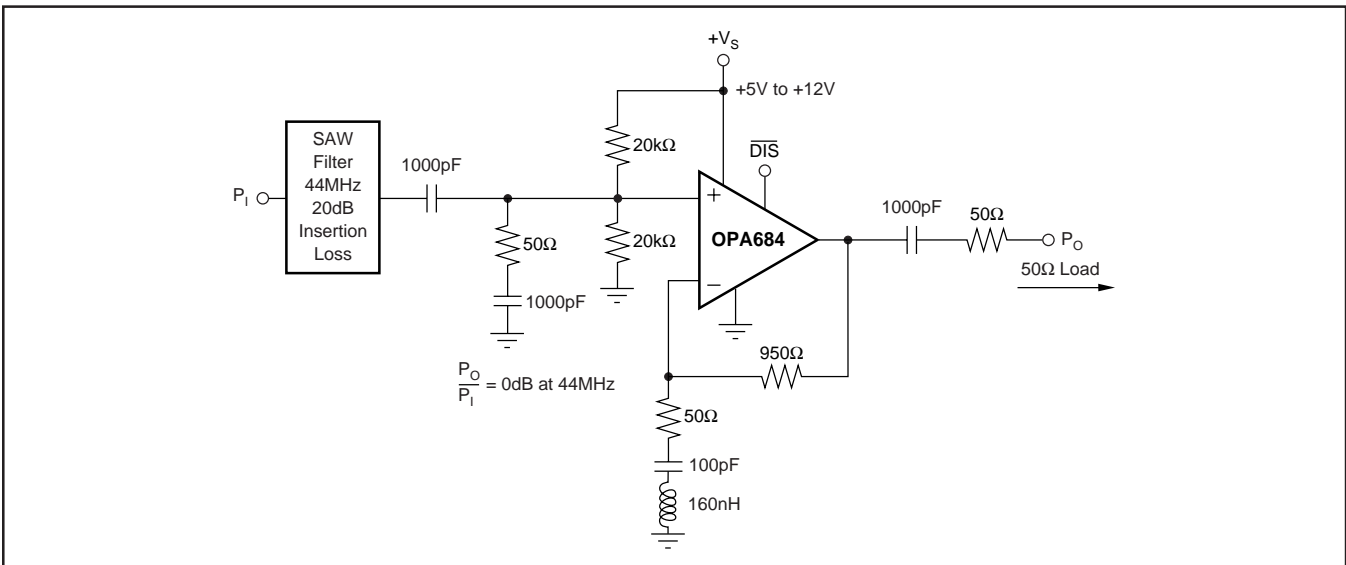 +V_S
+5V to +12V
SAW
Filter
44MHz
20dB
Insertion
Loss
P_I
1000pF
20kΩ
DIS
50Ω
20kΩ
1000pF
+
−
OPA684
1000pF
50Ω
P_O
50Ω Load
950Ω
P_O
P_I
= 0dB at 44MHz
50Ω
100pF
160nH